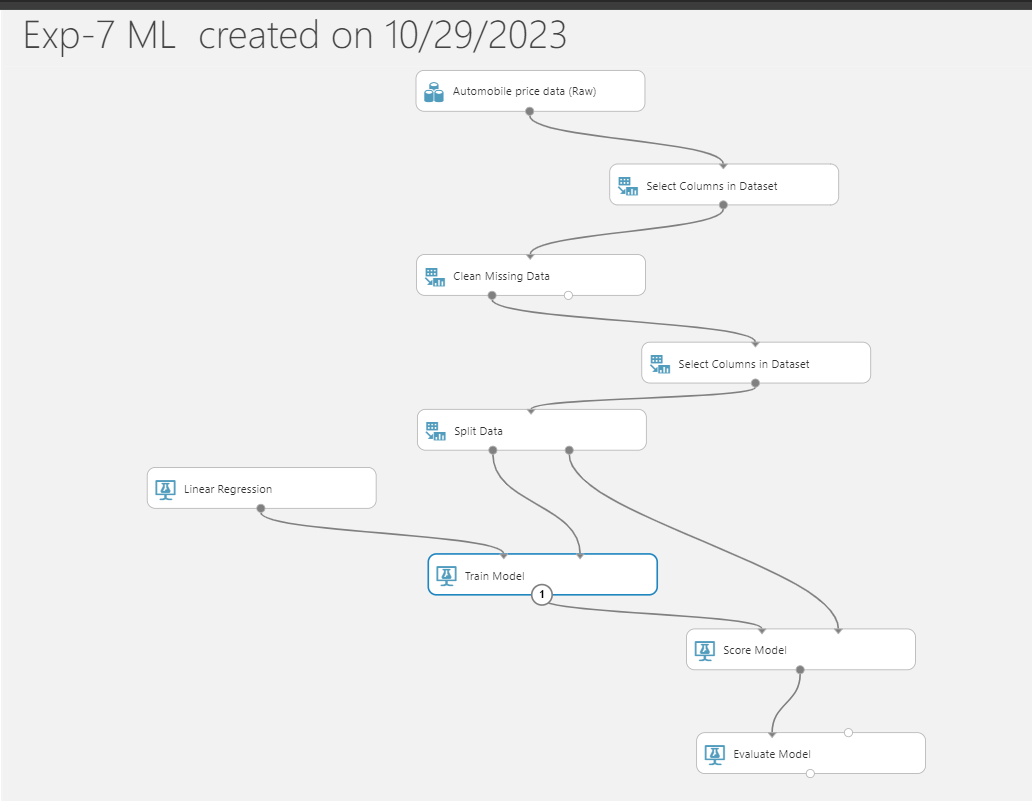 Exp-7 ML created on 10/29/2023
Automobile price data (Raw)
Select Columns in Dataset
Clean Missing Data
Select Columns in Dataset
Split Data
Linear Regression
Train Model
1
Score Model
Evaluate Model